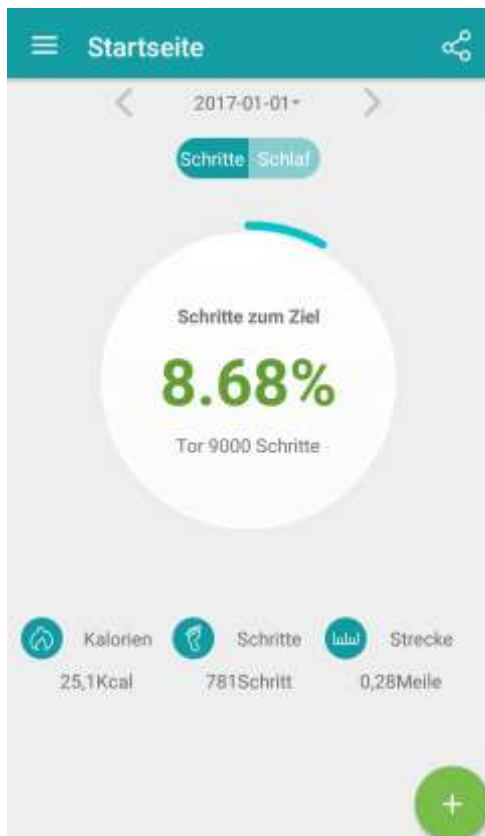 Startseite
2017-01-01
Schritte Schlaf
Schritte zum Ziel
8.68%
Tor 9000 Schritte
Kalorien Schritte Strecke
25,1Kcal 781Schritt 0,28Meile
+